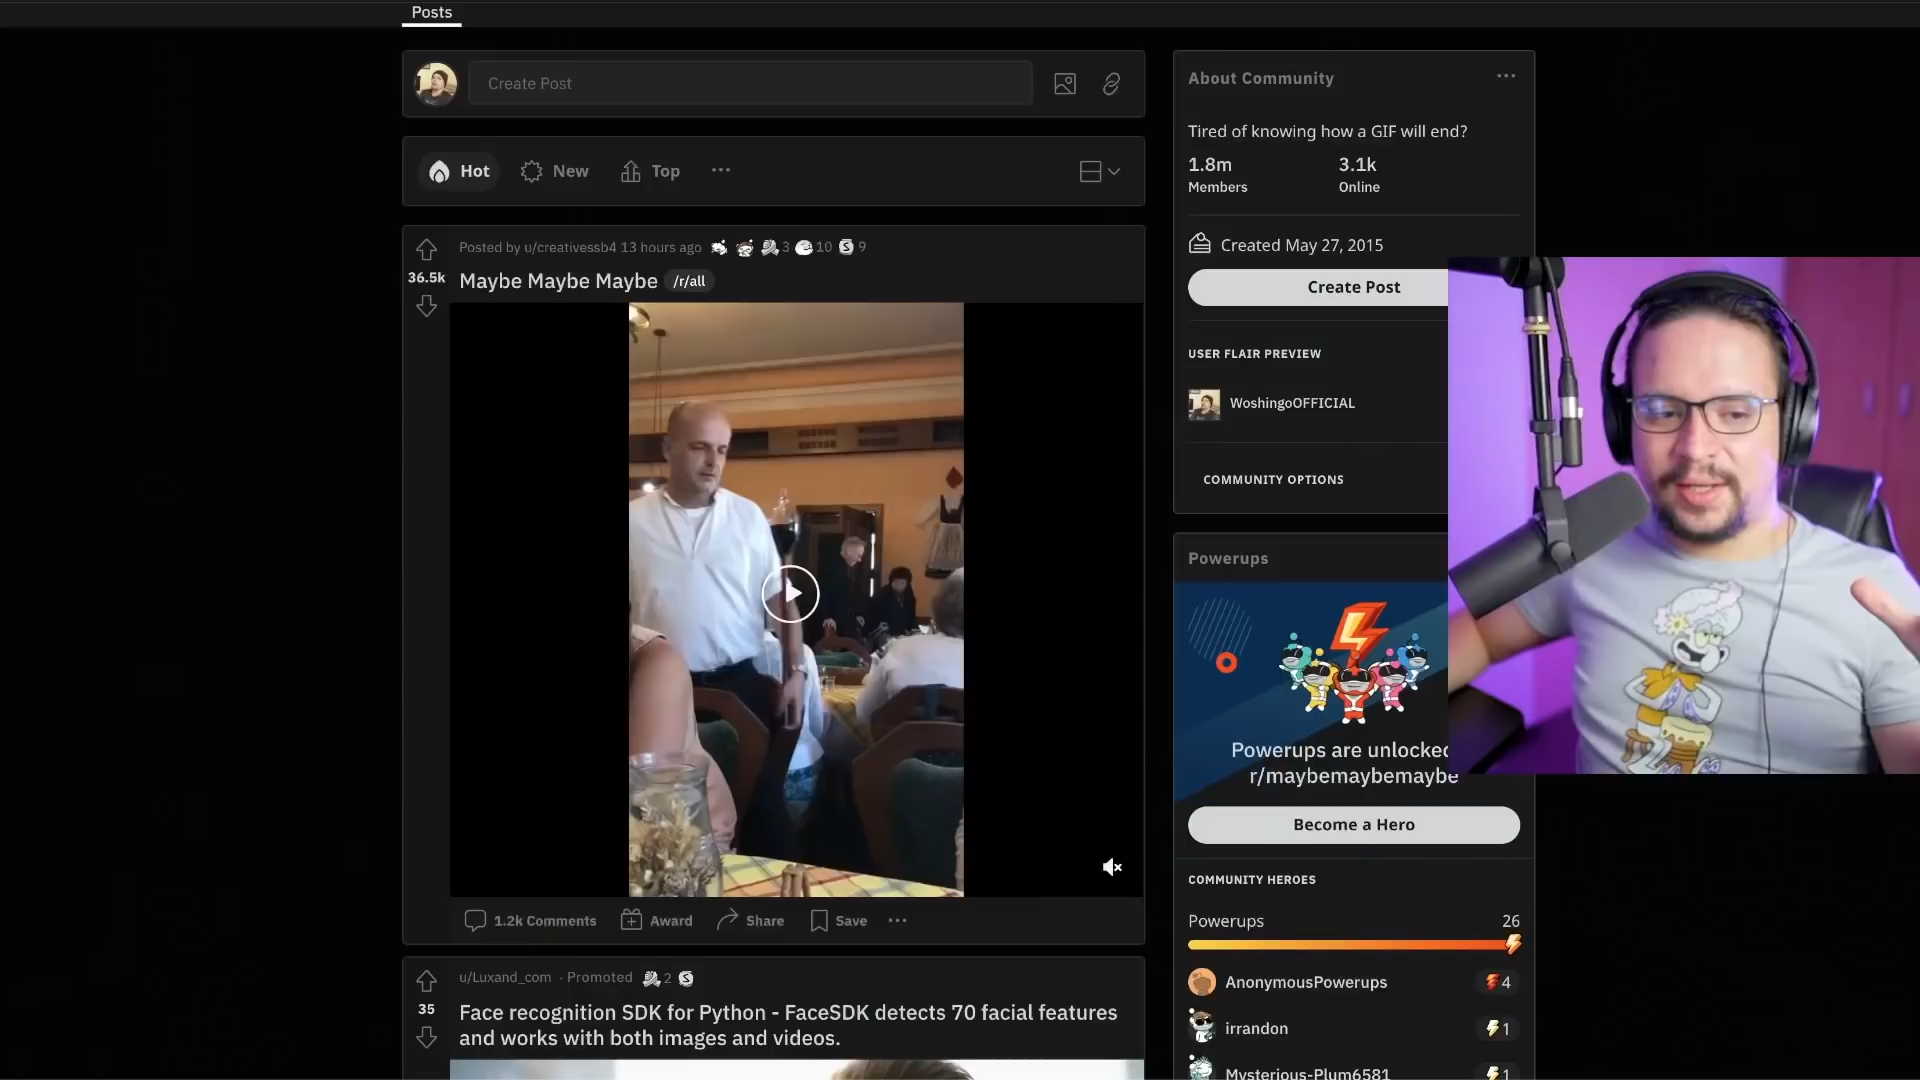 Posts
Create Post
Hot
New
Top
Posted by u/creativessb4 13 hours ago
3
10
9
36.5k
Maybe Maybe Maybe
/r/all
1.2k Comments
Award
Share
Save
u/Luxand_com · Promoted
2
35
Face recognition SDK for Python - FaceSDK detects 70 facial features
and works with both images and videos.
About Community
Tired of knowing how a GIF will end?
1.8m
3.1k
Members
Online
Created May 27, 2015
Create Post
USER FLAIR PREVIEW
WoshingoOFFICIAL
COMMUNITY OPTIONS
Powerups
Powerups are unlocked
r/maybemaybemaybe
Become a Hero
COMMUNITY HEROES
Powerups
26
AnonymousPowerups
4
irrandon
1
Mysterious-Plum6581
1